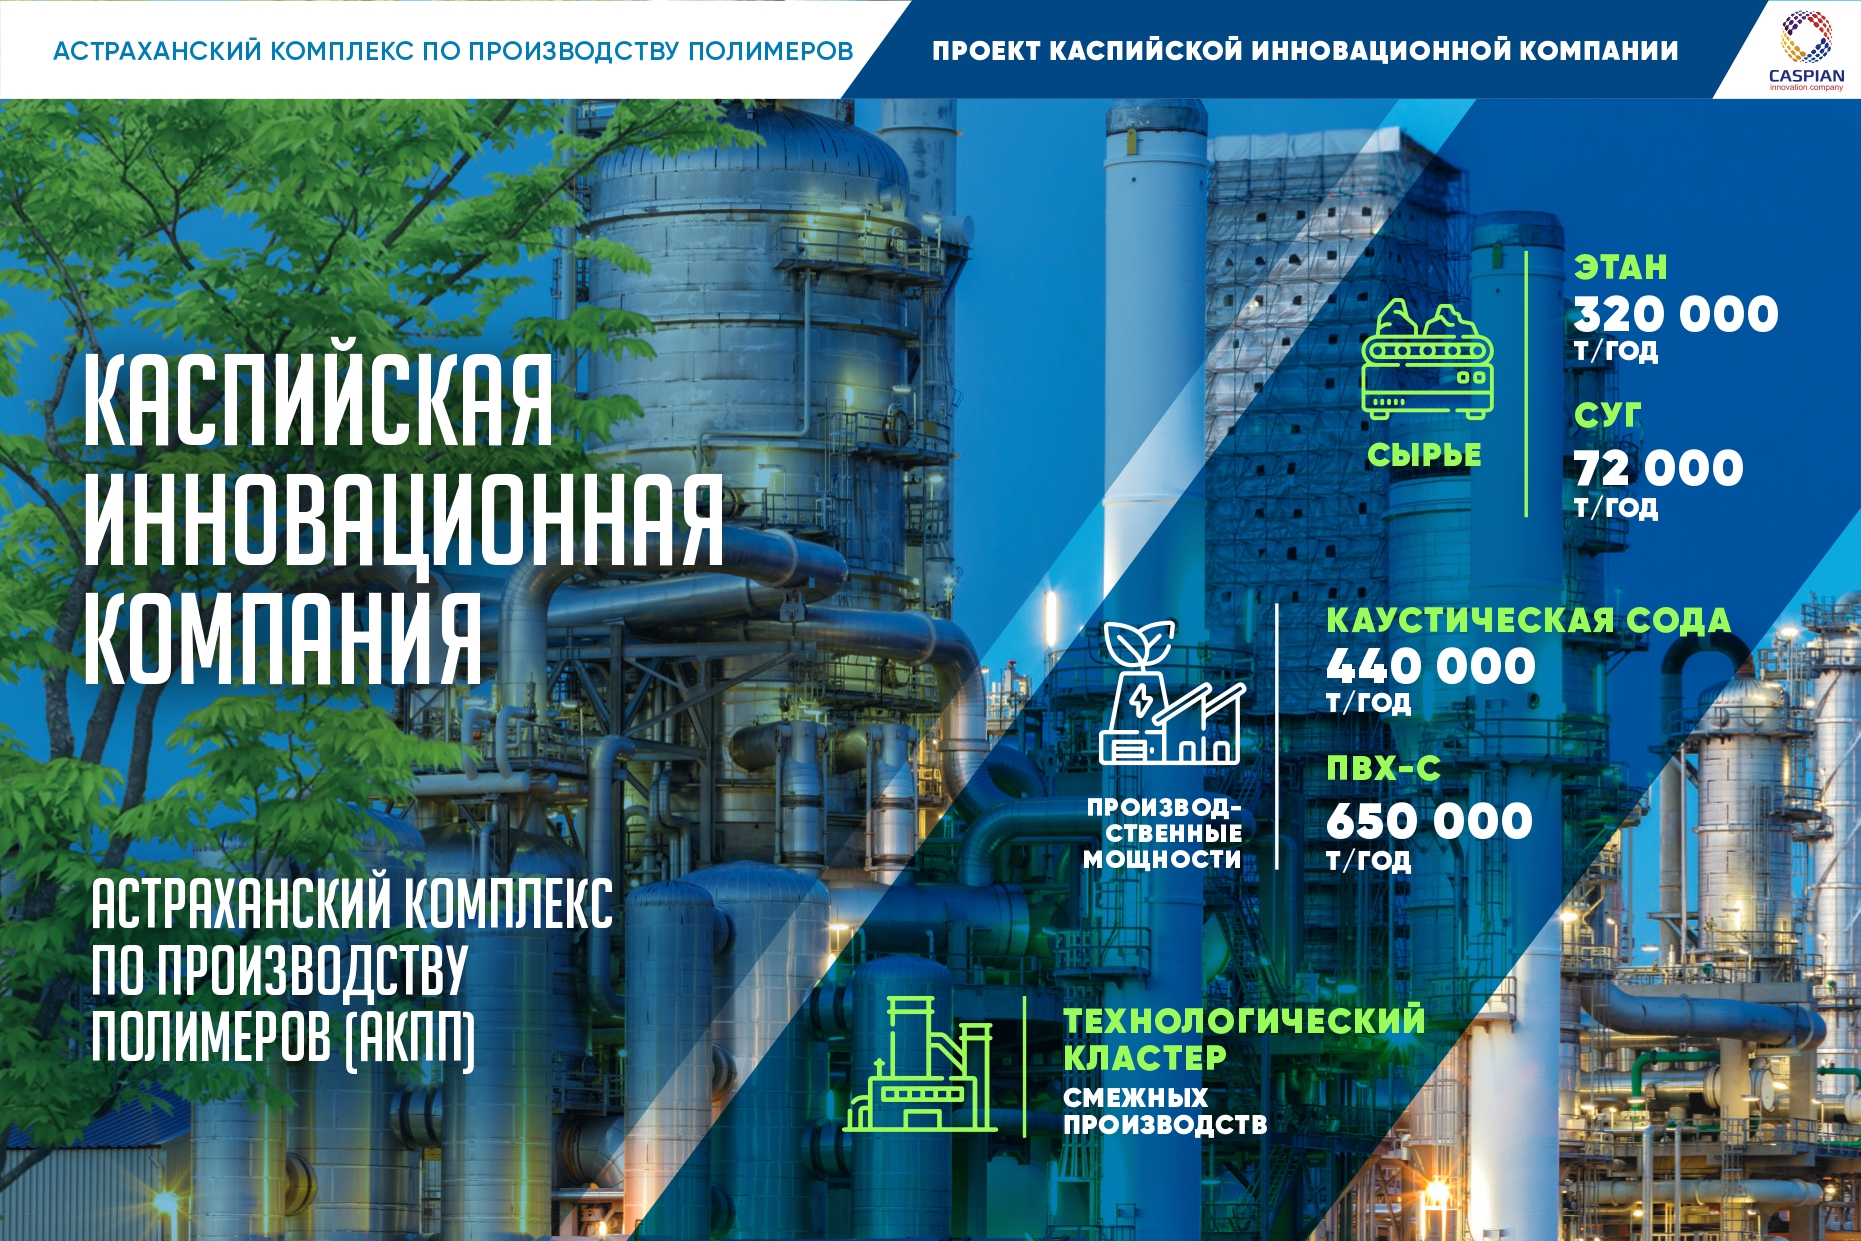 АСТРАХАНСКИЙ КОМПЛЕКС ПО ПРОИЗВОДСТВУ ПОЛИМЕРОВ
ПРОЕКТ КАСПИЙСКОЙ ИННОВАЦИОННОЙ КОМПАНИИ
CASPIAN
innovation company
КАСПИЙСКАЯ
ИННОВАЦИОННАЯ
КОМПАНИЯ
АСТРАХАНСКИЙ КОМПЛЕКС
ПО ПРОИЗВОДСТВУ
ПОЛИМЕРОВ (АКПП)
СЫРЬЕ
ЭТАН
320 000
Т/ГОД
СУГ
72 000
Т/ГОД
ПРОИЗВОД-
СТВЕННЫЕ
МОЩНОСТИ
КАУСТИЧЕСКАЯ СОДА
440 000
Т/ГОД
ПВХ-С
650 000
Т/ГОД
ТЕХНОЛОГИЧЕСКИЙ
КЛАСТЕР
СМЕЖНЫХ
ПРОИЗВОДСТВ